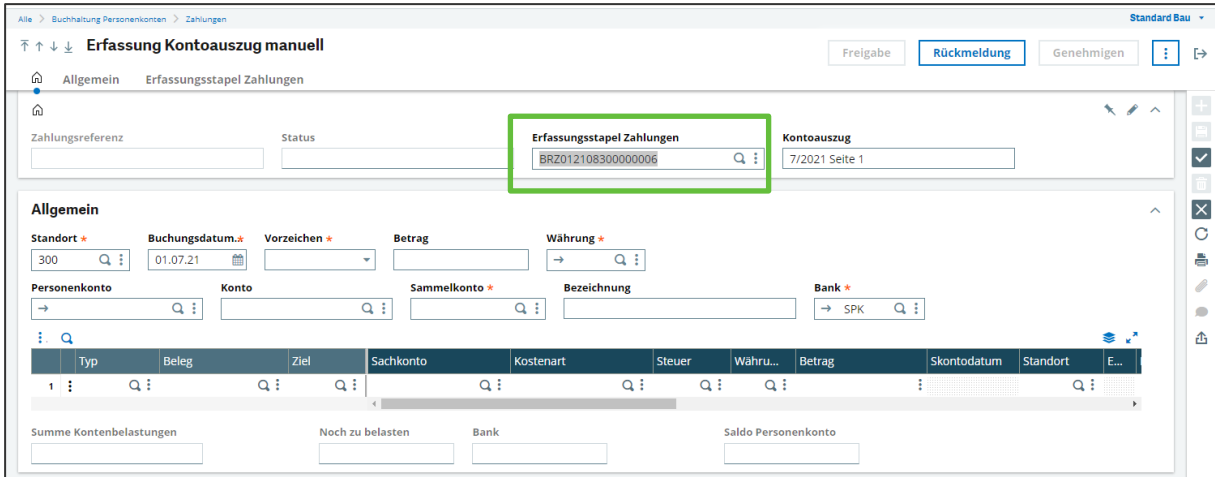 Alle > Buchhaltung Personenkonten > Zahlungen
Standard Bau
Erfassung Kontoauszug manuell
Freigabe Rückmeldung Genehmigen
Allgemein Erfassungsstapel Zahlungen
Zahlungsreferenz Status Erfassungsstapel Zahlungen Kontoauszug
BRZ012108300000006 7/2021 Seite 1
Allgemein
Standort * Buchungsdatum..* Vorzeichen * Betrag Währung *
300 01.07.21
Personenkonto Konto Sammelkonto * Bezeichnung Bank *
SPK
Typ Beleg Ziel Sachkonto Kostenart Steuer Währu... Betrag Skontodatum Standort E...
1
Summe Kontenbelastungen Noch zu belasten Bank Saldo Personenkonto